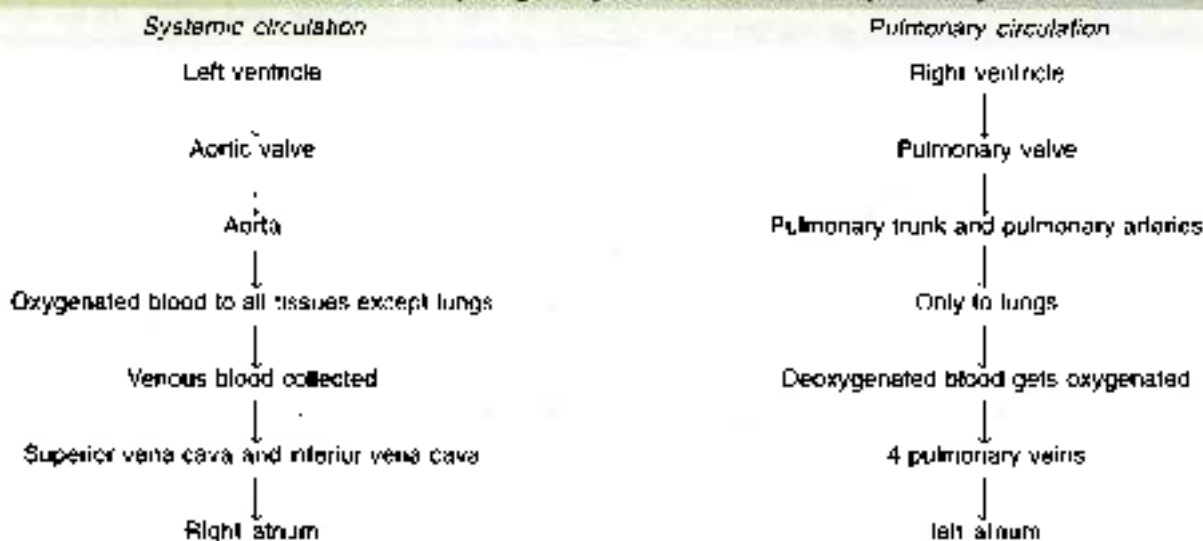 Systemic circulation
Left ventricle
Aortic valve
Aorta
Oxygenated blood to all tissues except lungs
Venous blood collected
Superior vena cava and inferior vena cava
Right atrium
Pulmonary circulation
Right ventricle
Pulmonary valve
Pulmonary trunk and pulmonary arteries
Only to lungs
Deoxygenated blood gets oxygenated
4 pulmonary veins
left atrium